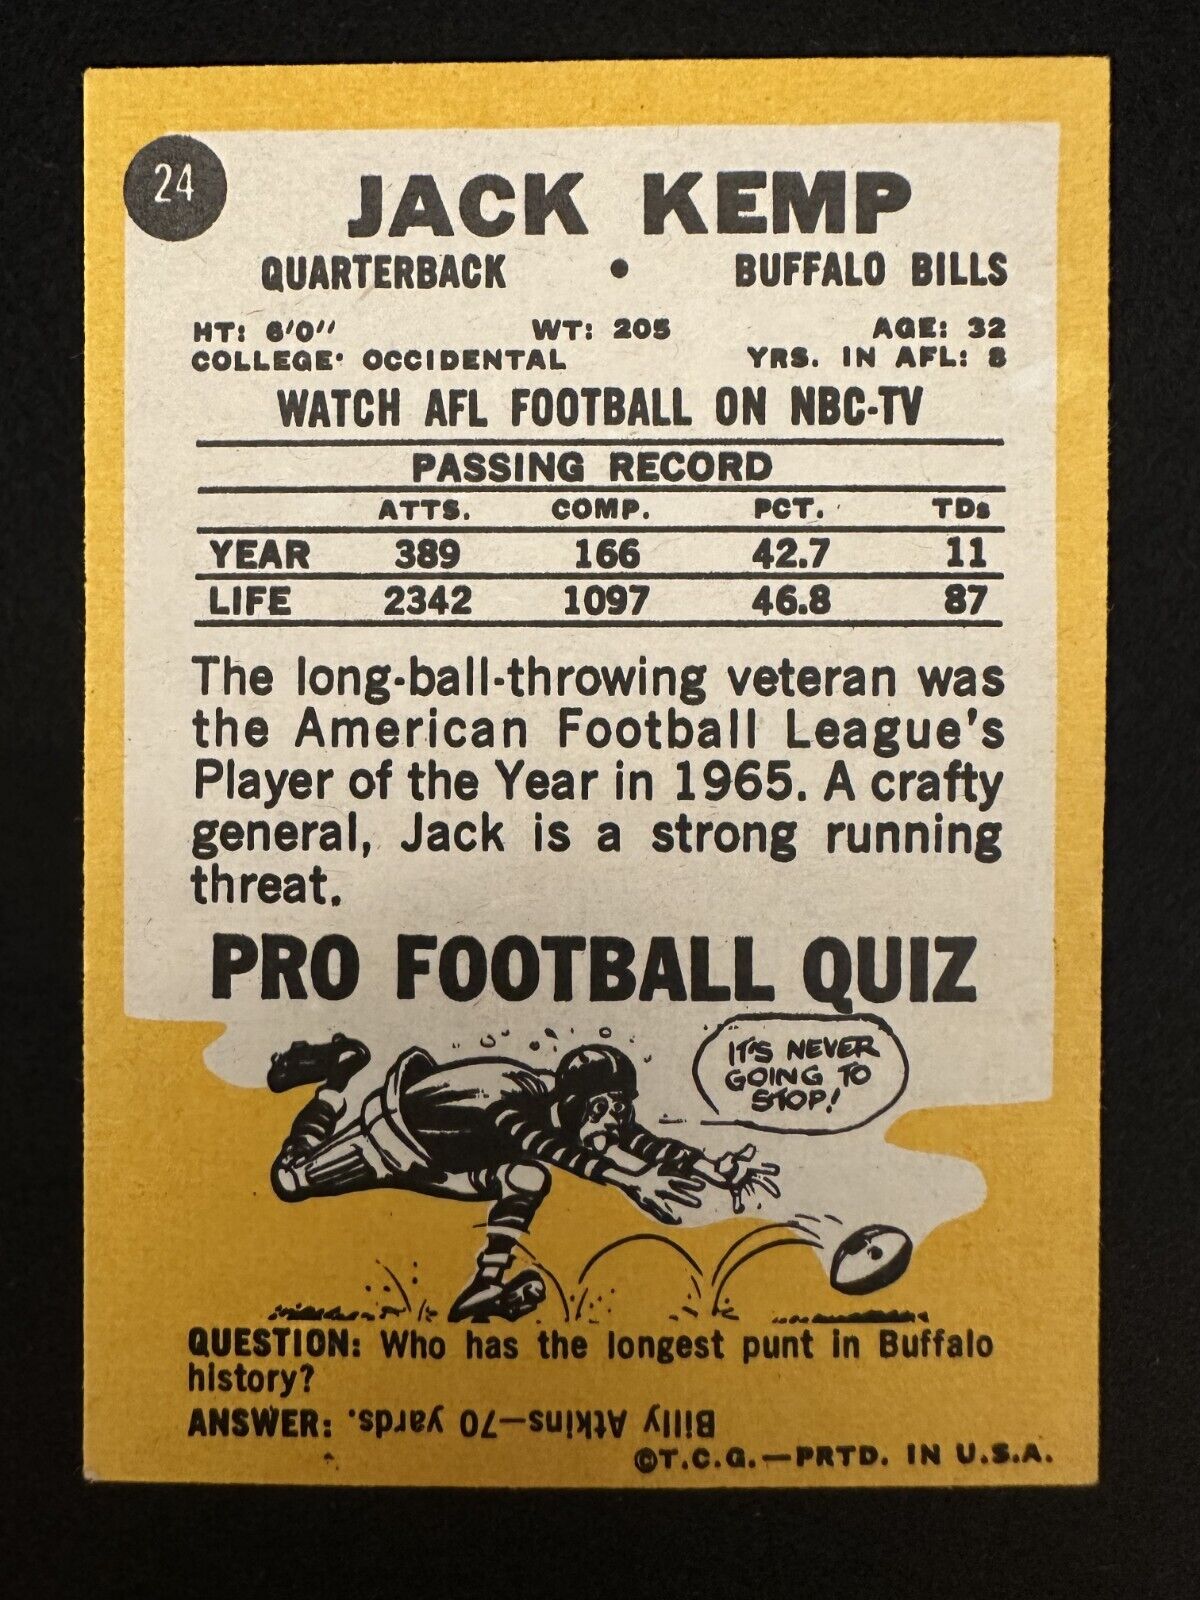 24
JACK KEMP
QUARTERBACK • BUFFALO BILLS
HT: 6'0" WT: 205 AGE: 32
COLLEGE: OCCIDENTAL YRS. IN AFL: 8
WATCH AFL FOOTBALL ON NBC-TV
PASSING RECORD
ATTS. COMP. PCT. TDs
YEAR 389 166 42.7 11
LIFE 2342 1097 46.8 87
The long-ball-throwing veteran was
the American Football League's
Player of the Year in 1965. A crafty
general, Jack is a strong running
threat.
PRO FOOTBALL QUIZ
IT'S NEVER
GOING TO
STOP!
QUESTION: Who has the longest punt in Buffalo
history?
ANSWER: Billy Atkins—70 yards.
©T.C.G.—PRTD. IN U.S.A.